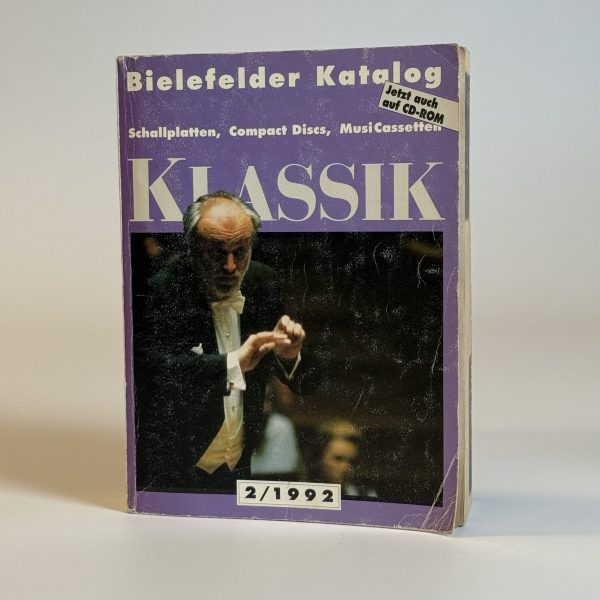 Bielefelder Katalog
Jetzt auch
auf CD-ROM
Schallplatten, Compact Discs, MusiCassetten
KLASSIK
2/1992